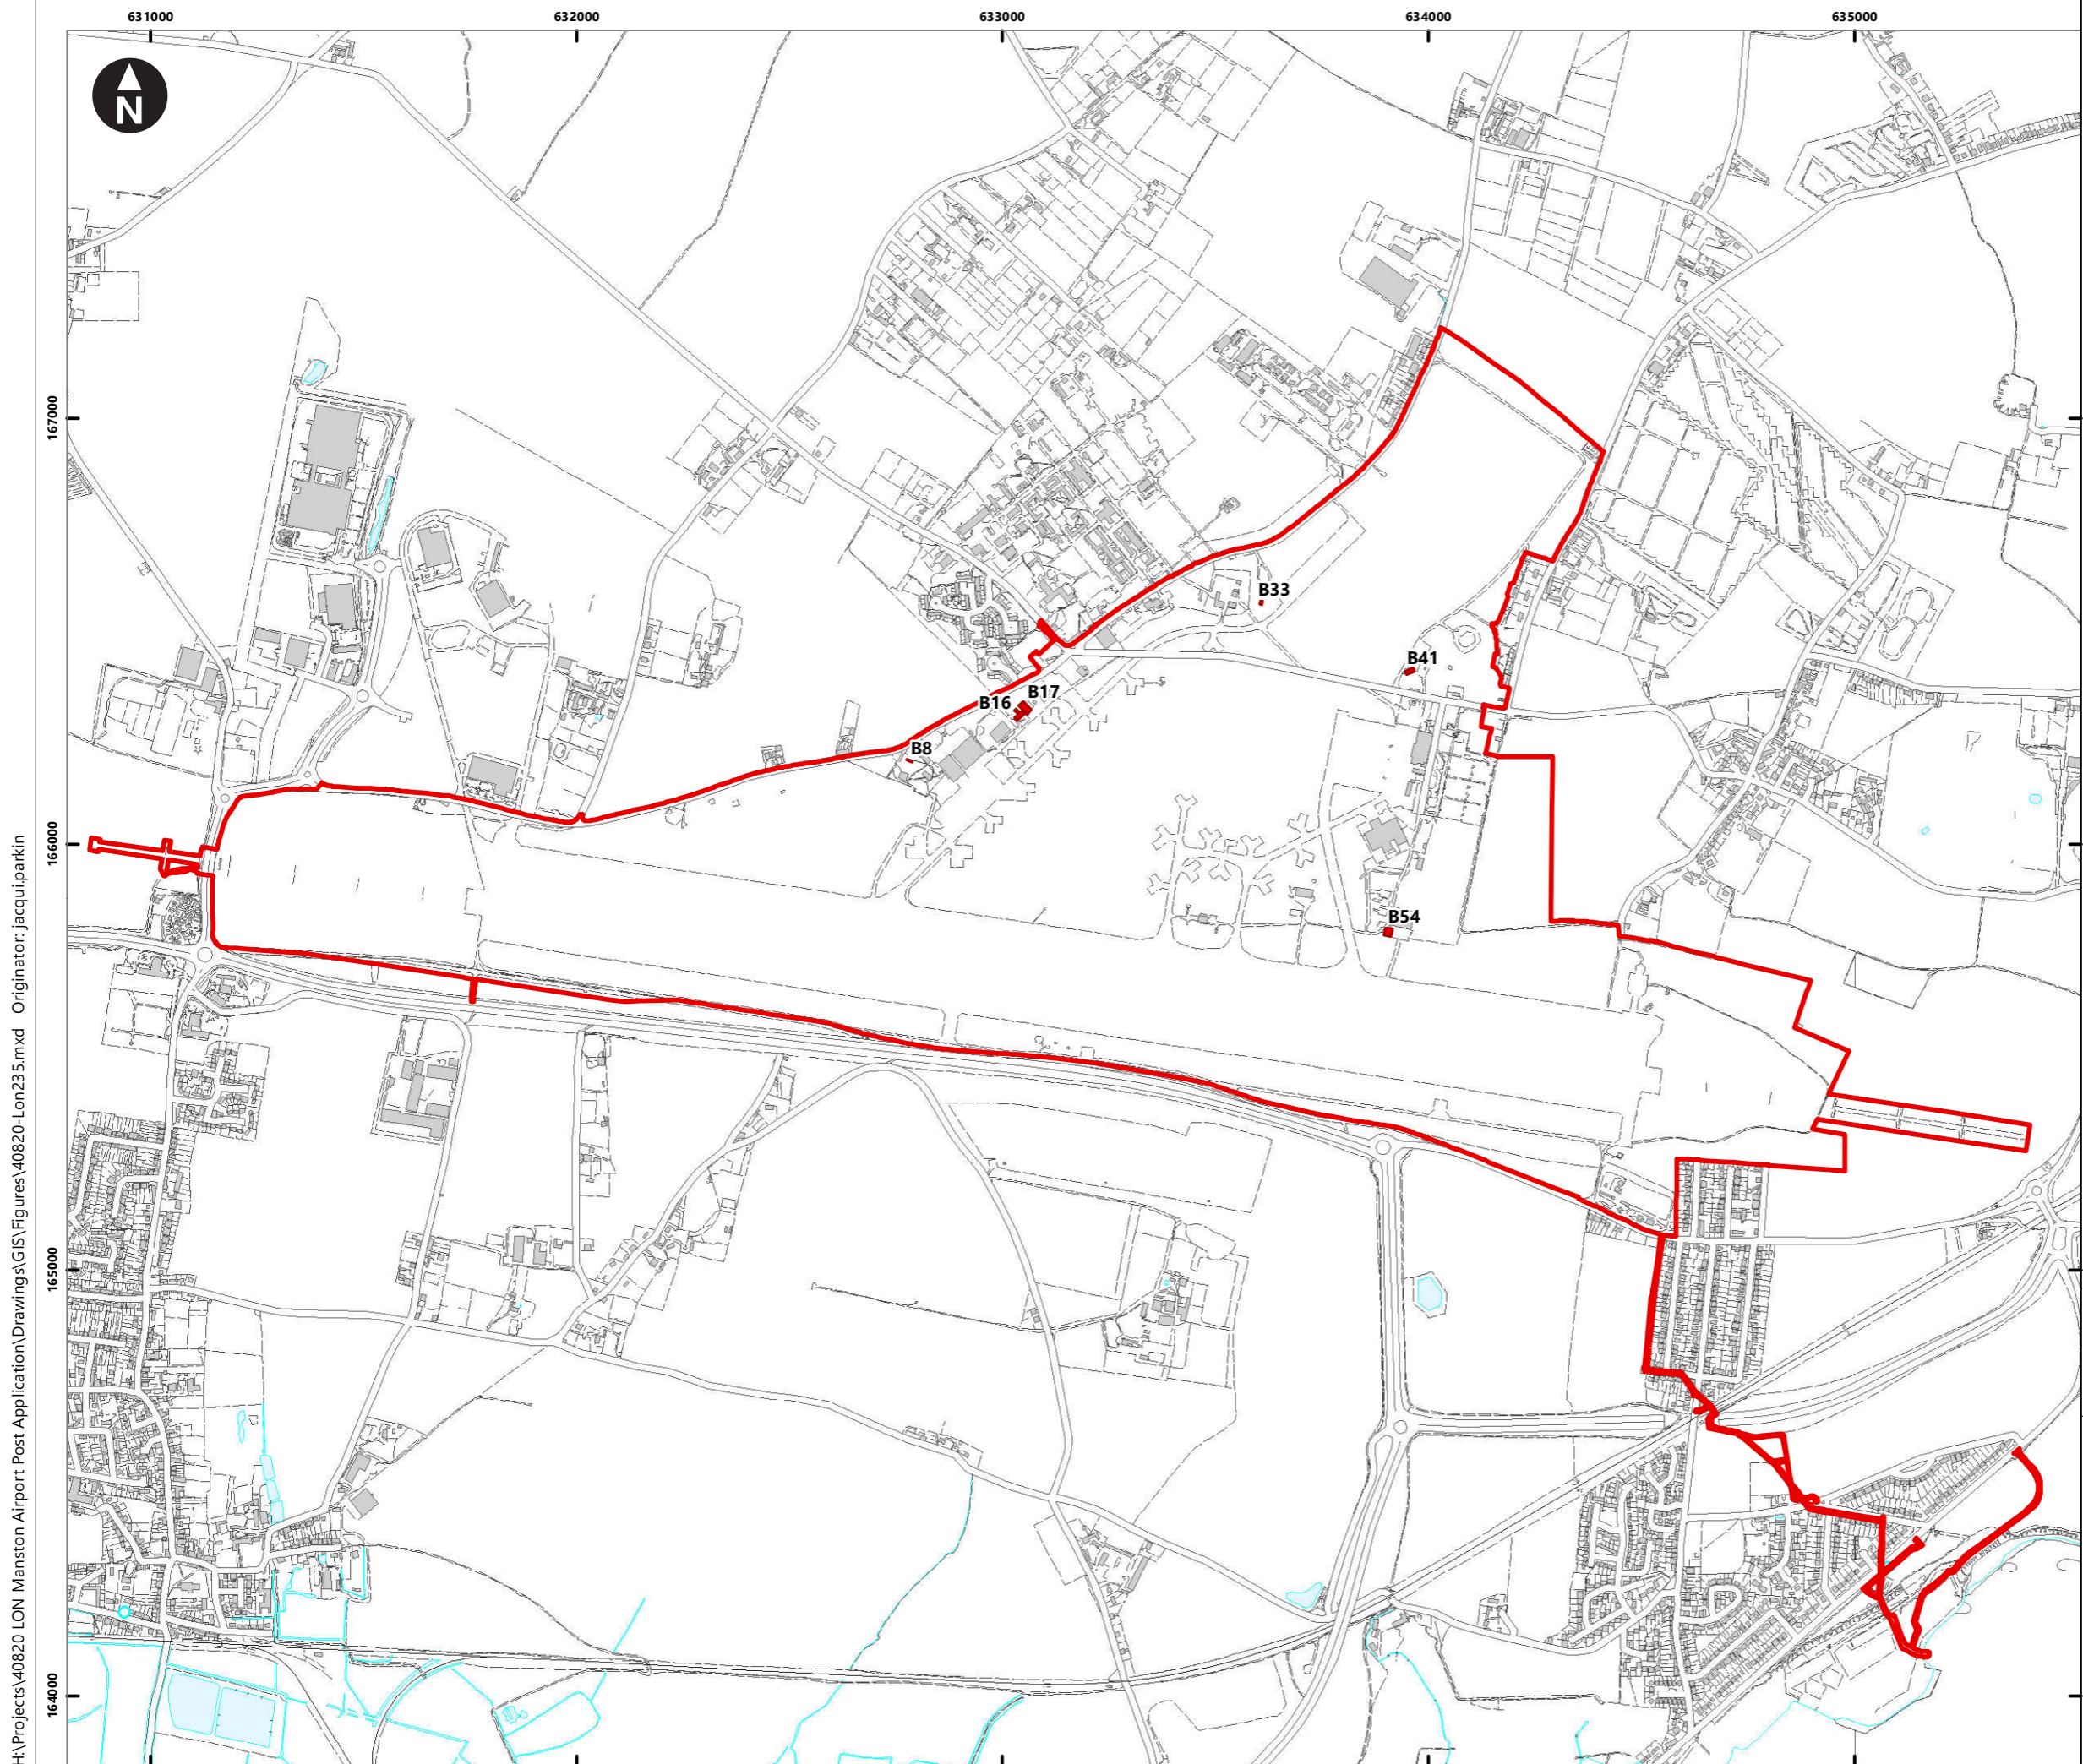 631000 632000 633000 634000 635000
N
167000
B33
B41
B17
B16
B8
166000
B54
165000
164000
H:\Projects\40820 LON Manston Airport Post Application\Drawings\GIS\Figures\40820-Lon235.mxd Originator: jacqui.parkin